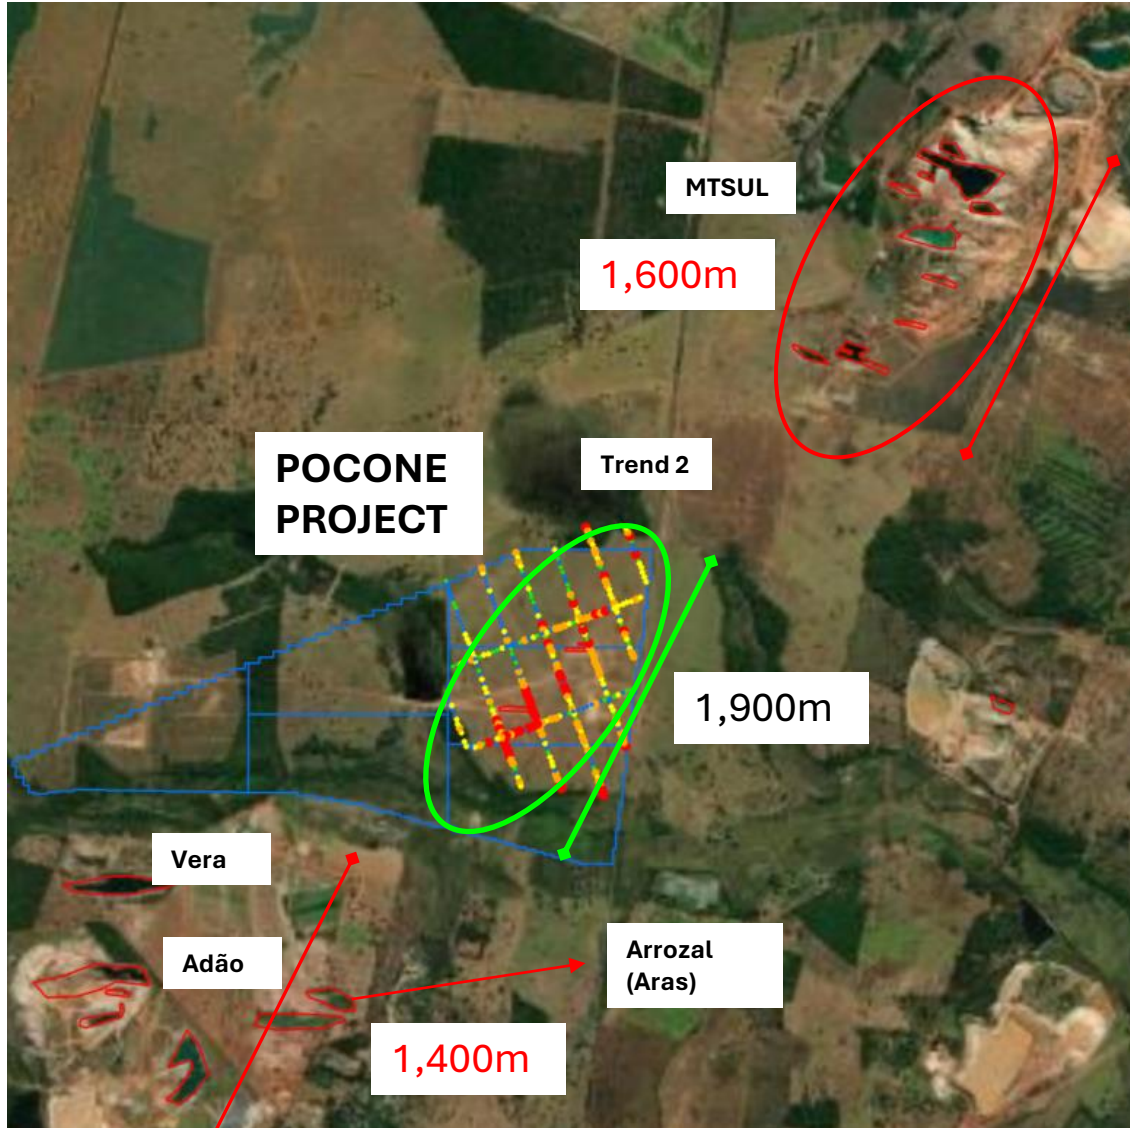 MTSUL
1,600m
Trend 2
POCONE
PROJECT
1,900m
Vera
Adão
Arrozal
(Aras)
1,400m